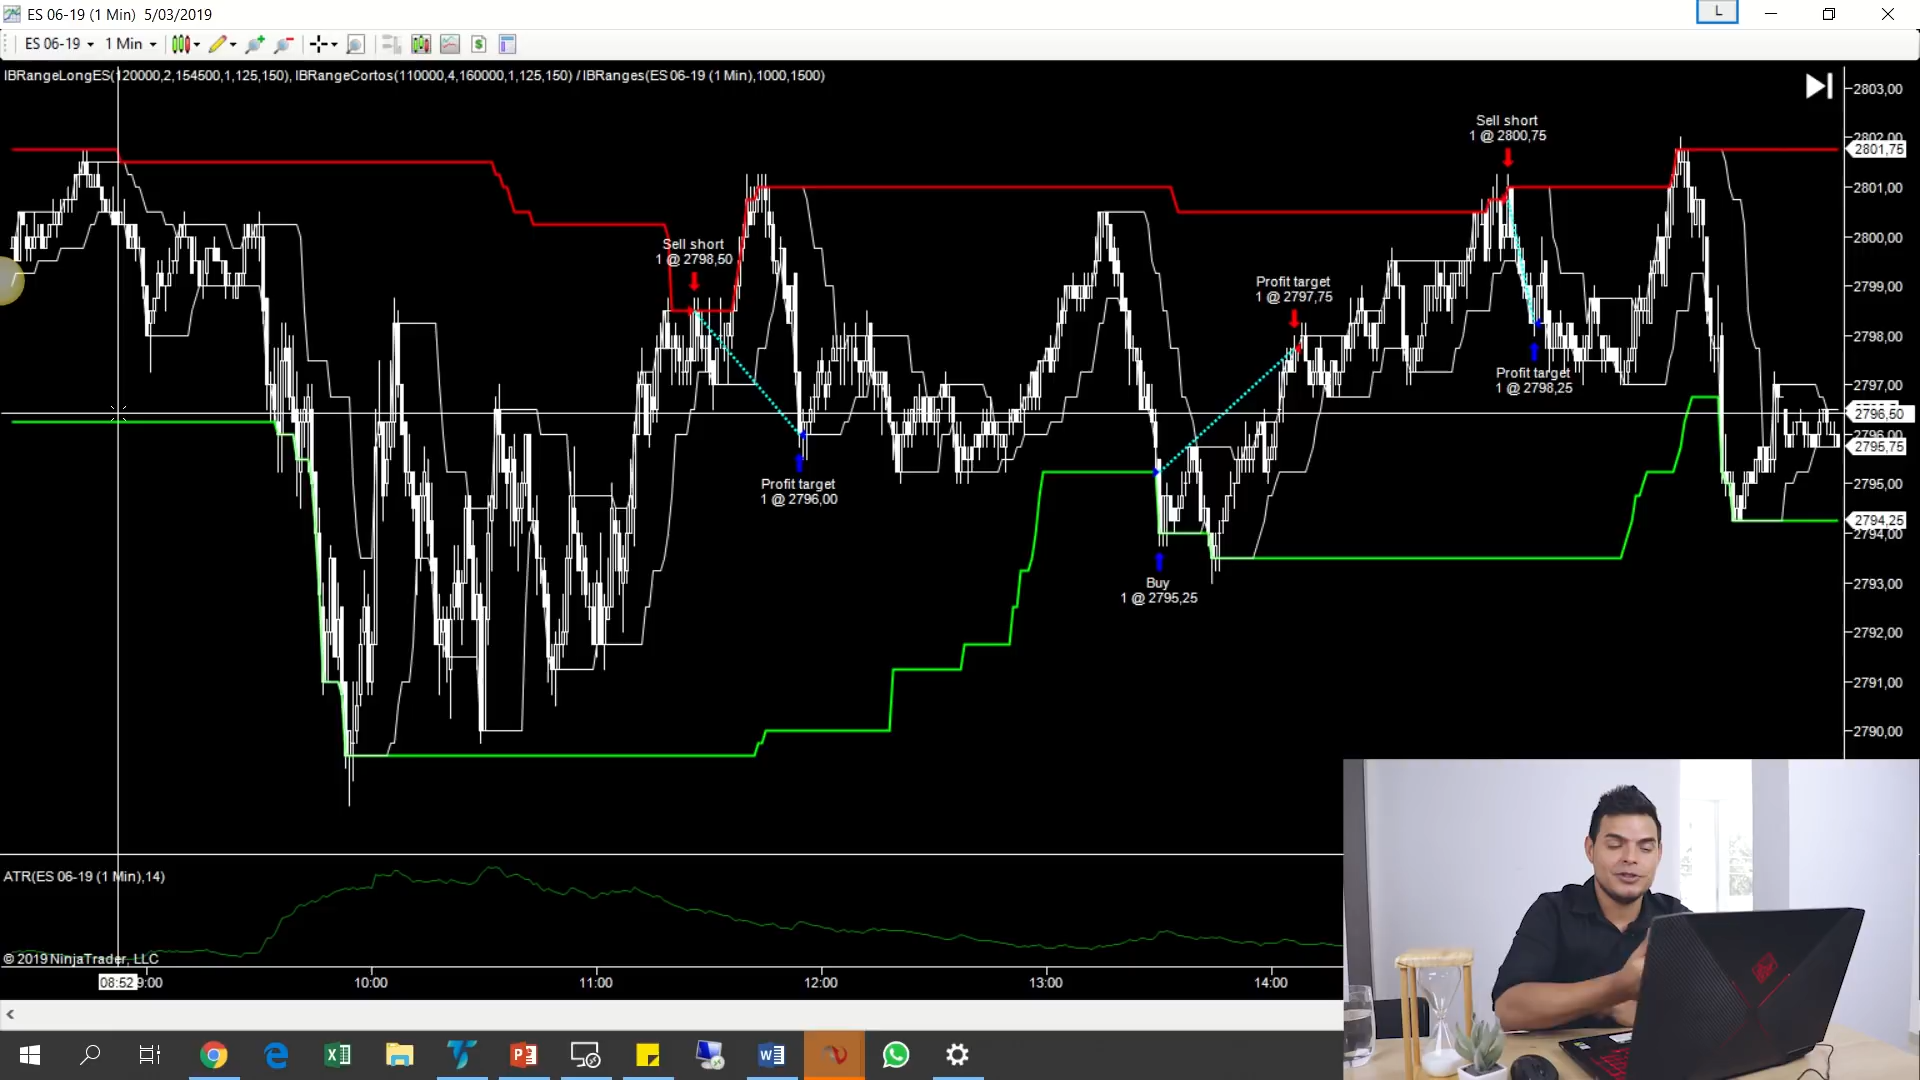 ES 06-19 (1 Min) 5/03/2019
L
ES 06-19 1 Min
IBRangeLongES(120000,2,154500,1,125,150), IBRangeCortos(110000,4,160000,1,125,150) / IBRanges(ES 06-19 (1 Min),1000,1500)
2803,00
2802,00
2801,75
2801,00
2800,00
2799,00
2798,00
2797,00
2796,50
2796,00
2795,75
2795,00
2794,25
2794,00
2793,00
2792,00
2791,00
2790,00
Sell short
1 @ 2798,50
Profit target
1 @ 2796,00
Buy
1 @ 2795,25
Profit target
1 @ 2797,75
Sell short
1 @ 2800,75
Profit target
1 @ 2798,25
ATR(ES 06-19 (1 Min),14)
© 2019 NinjaTrader, LLC
08:52 9:00
10:00
11:00
12:00
13:00
14:00